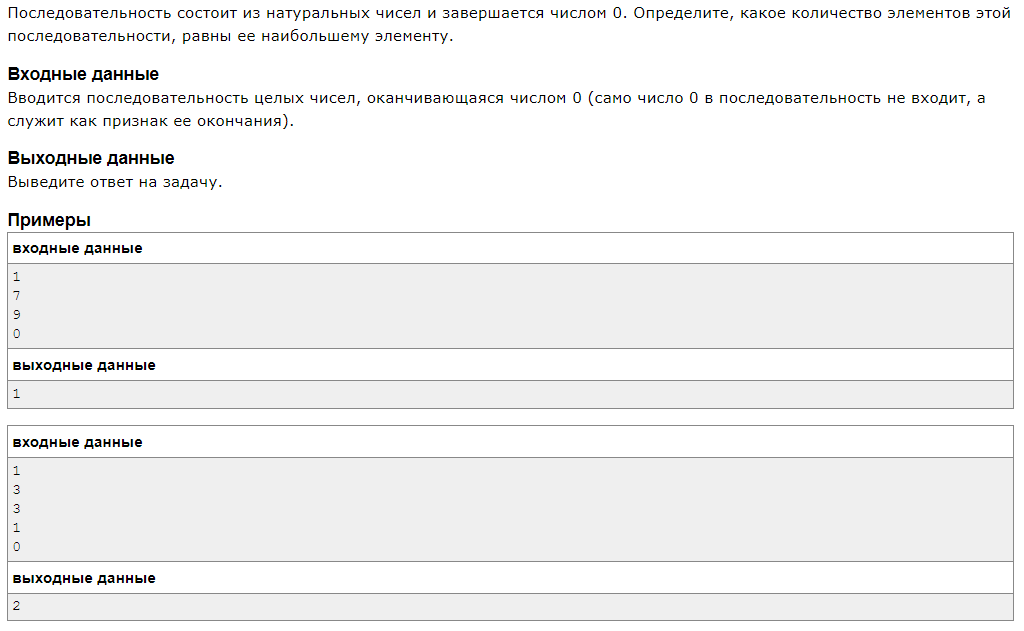 Последовательность состоит из натуральных чисел и завершается числом 0. Определите, какое количество элементов этой
последовательности, равны ее наибольшему элементу.
Входные данные
Вводится последовательность целых чисел, оканчивающаяся числом 0 (само число 0 в последовательность не входит, а
служит как признак ее окончания).
Выходные данные
Выведите ответ на задачу.
Примеры
входные данные
1
7
9
0
выходные данные
1
входные данные
1
3
3
1
0
выходные данные
2